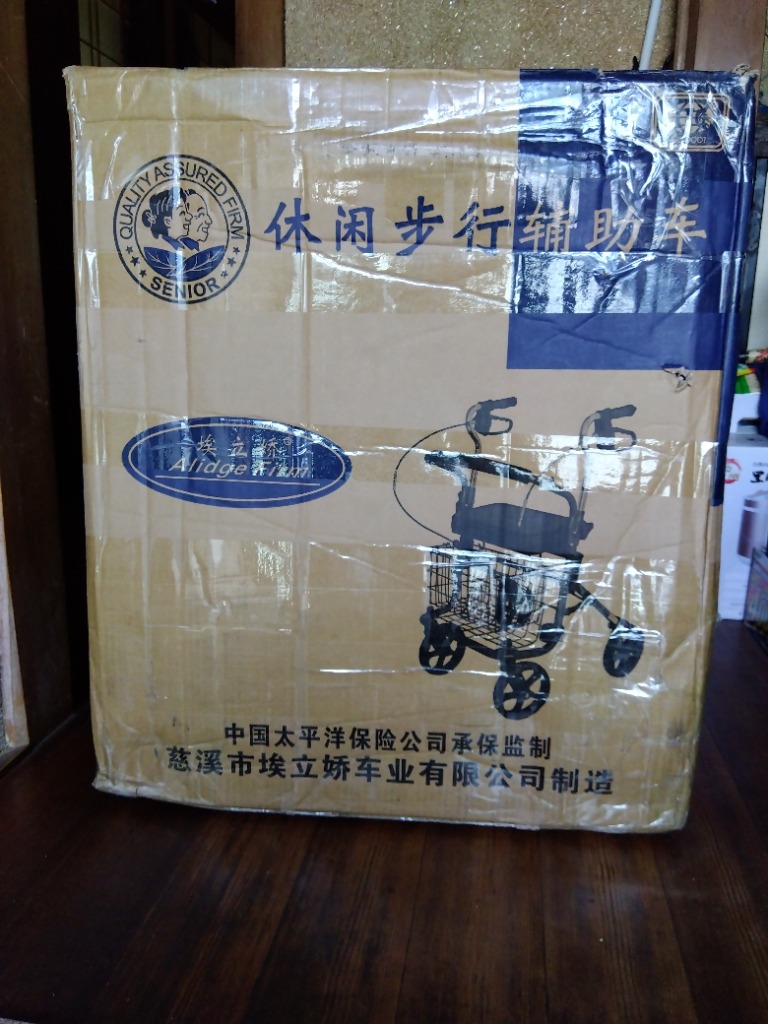 QUALITY ASSURED FIRM
SENIOR
休闲步行辅助车
埃立娇
Alidge Firm
中国太平洋保险公司承保监制
慈溪市埃立娇车业有限公司制造